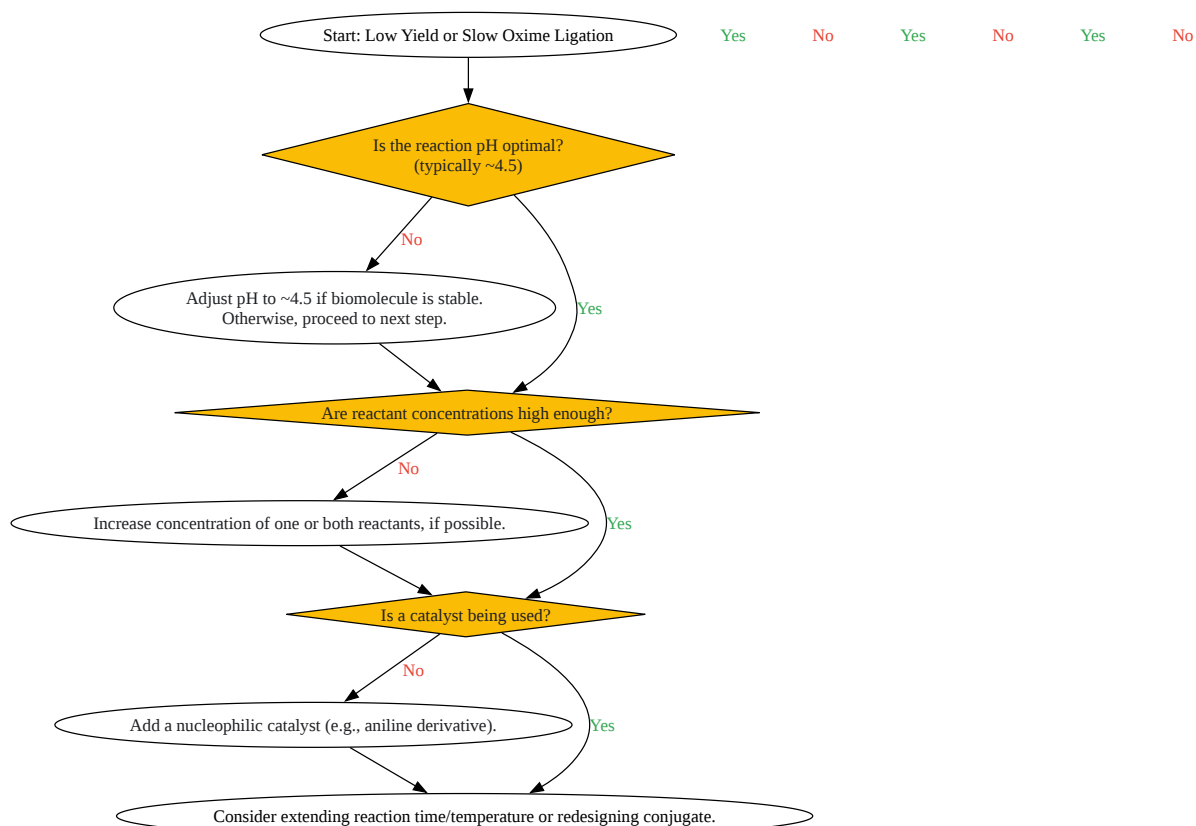 Start: Low Yield or Slow Oxime Ligation
Yes
No
Yes
No
Yes
No
Is the reaction pH optimal?
(typically ~4.5)
No
Adjust pH to ~4.5 if biomolecule is stable.
Otherwise, proceed to next step.
Yes
Are reactant concentrations high enough?
No
Increase concentration of one or both reactants, if possible.
Yes
Is a catalyst being used?
No
Add a nucleophilic catalyst (e.g., aniline derivative).
Yes
Consider extending reaction time/temperature or redesigning conjugate.